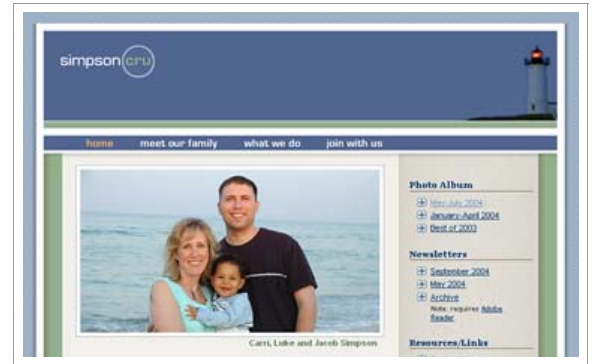 simpson cru
home meet our family what we do join with us
Photo Album
May-July 2004
January-April 2004
Best of 2003
Newsletters
September 2004
May 2004
Archive
Note: requires Adobe
Reader
Carri, Luke and Jacob Simpson
Resources/Links